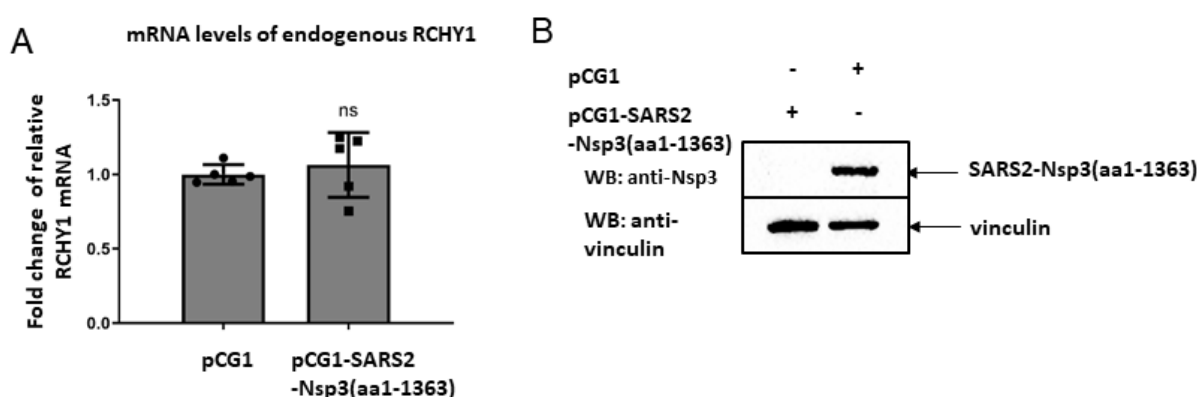 A
mRNA levels of endogenous RCHY1
Fold change of relative
RCHY1 mRNA
1.5
1.0
0.5
0.0
ns
pCG1
pCG1-SARS2
-Nsp3(aa1-1363)
B
pCG1 - +
pCG1-SARS2 + -
-Nsp3(aa1-1363)
WB: anti-Nsp3
SARS2-Nsp3(aa1-1363)
WB: anti-
vinculin
vinculin